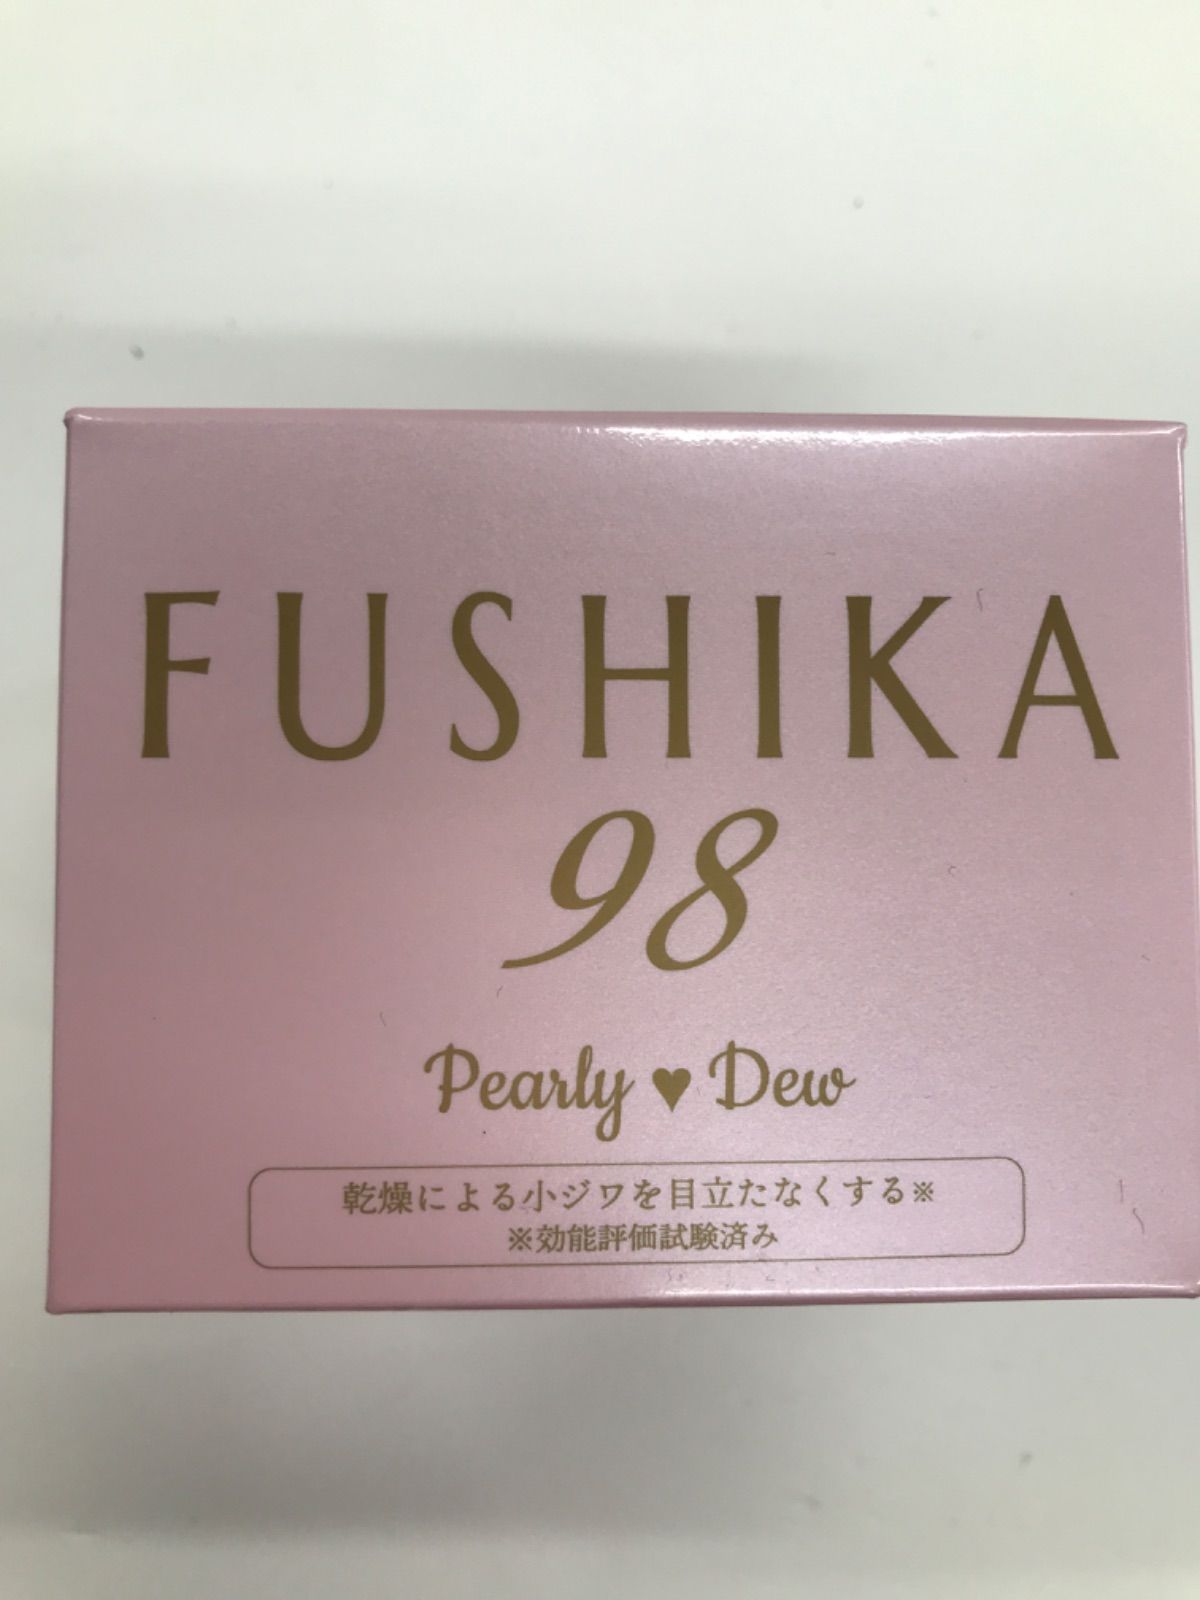 FUSHIKA
98
Pearly ♥ Dew
乾燥による小ジワを目立たなくする※
※効能評価試験済み